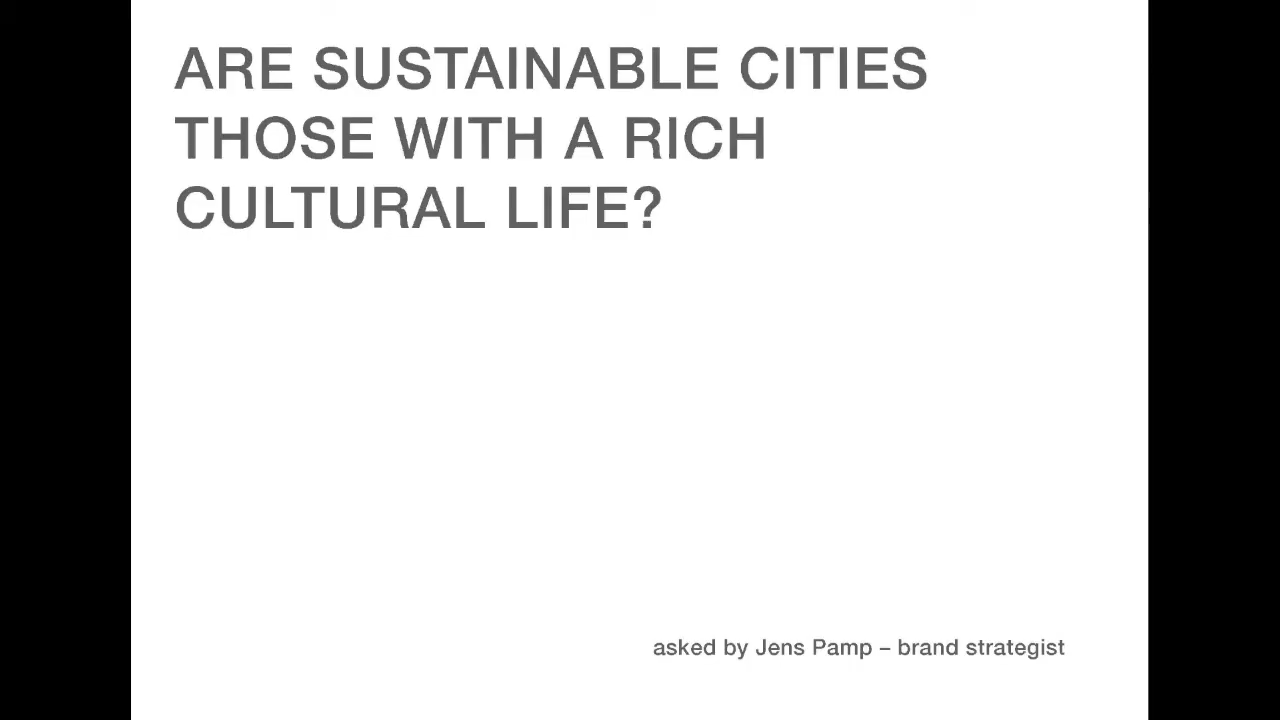 ARE SUSTAINABLE CITIES
THOSE WITH A RICH
CULTURAL LIFE?
asked by Jens Pamp – brand strategist